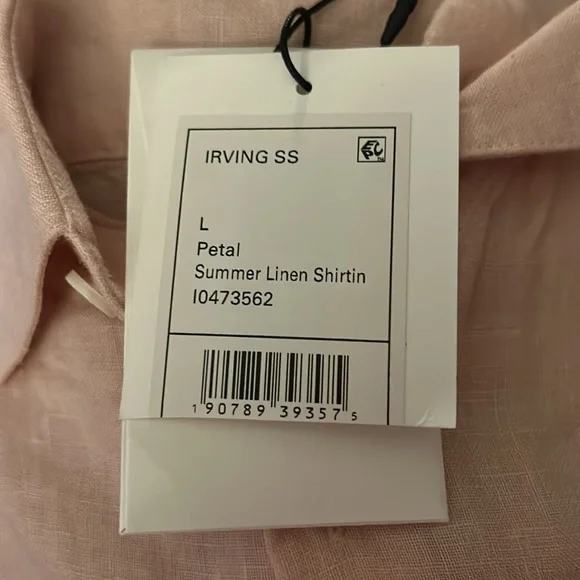 IRVING SS
L
Petal
Summer Linen Shirtin
I0473562
1 90789 39357 5